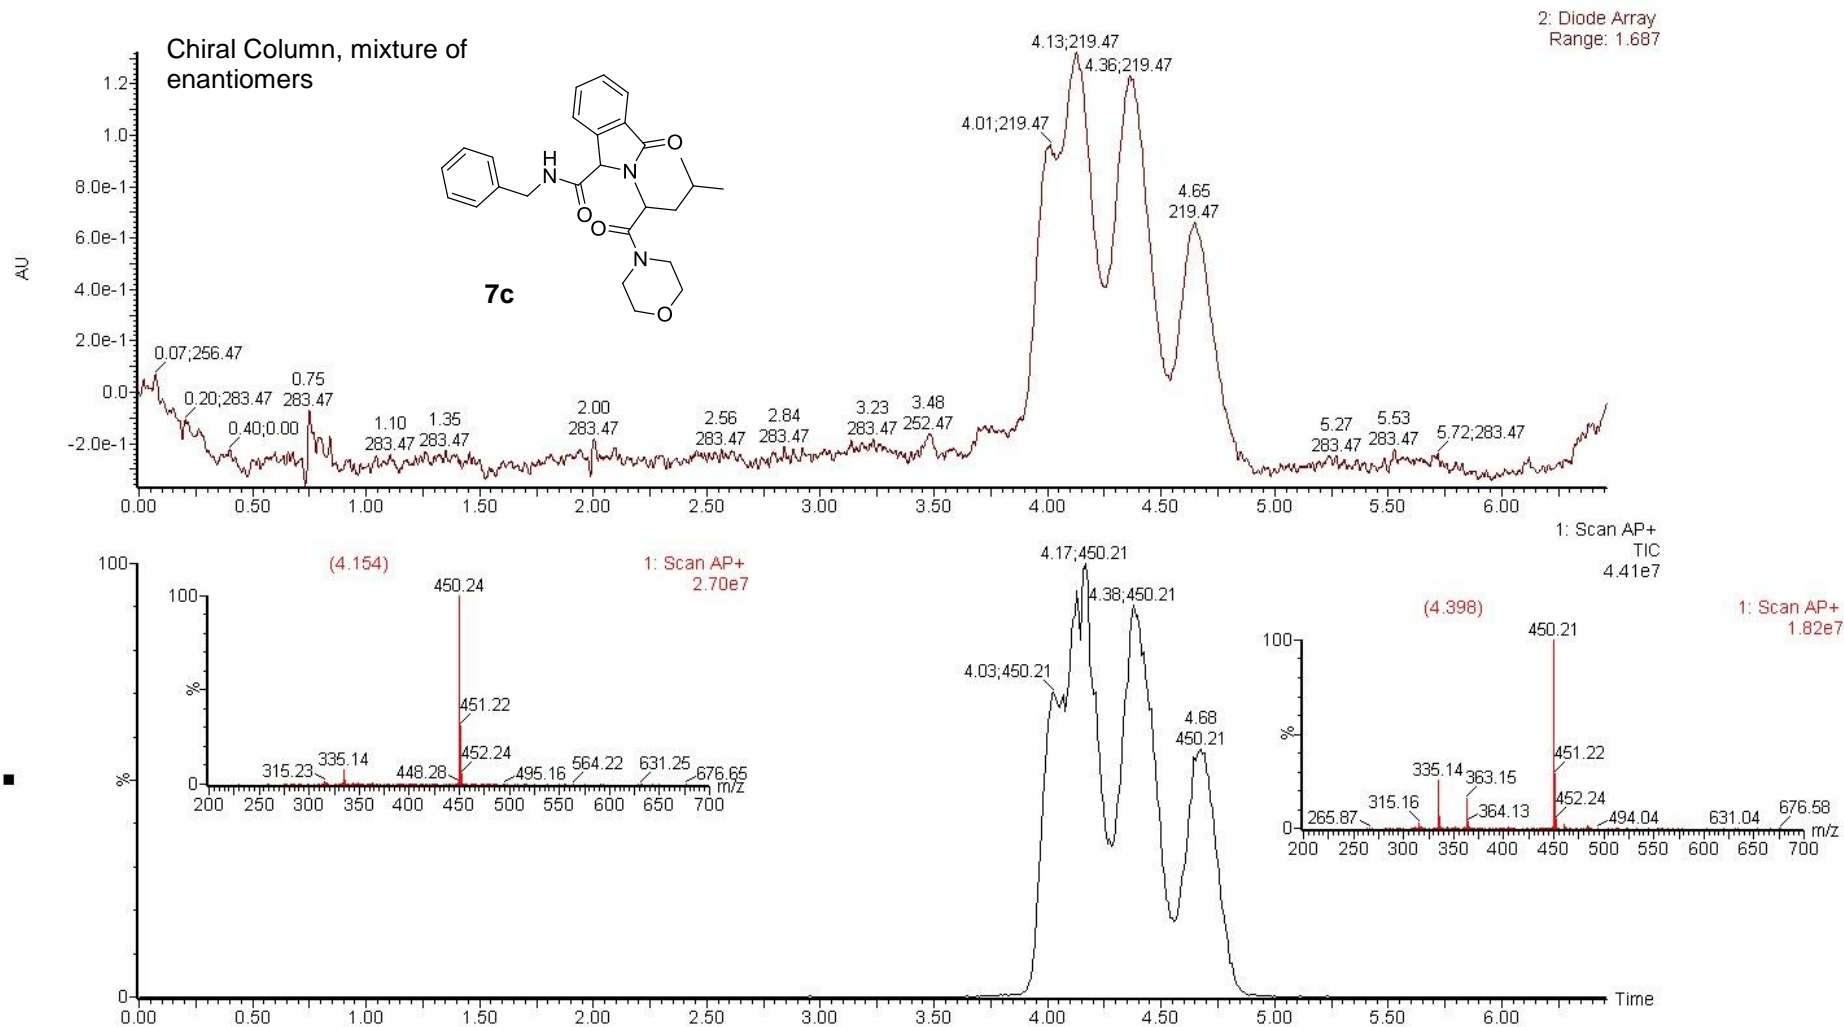 2: Diode Array
Range: 1.687
Chiral Column, mixture of
enantiomers
4.13;219.47
4.36;219.47
4.01;219.47
4.65
219.47
1.2
1.0
8.0e-1
6.0e-1
4.0e-1
2.0e-1
0.0
-2.0e-1
AU
O
N
H
N
O
O
N
O
7c
0.07;256.47
0.20;283.47
0.40;0.00
0.75
283.47
1.10
283.47
1.35
283.47
2.00
283.47
2.56
283.47
2.84
283.47
3.23
283.47
3.48
252.47
5.27
283.47
5.53
283.47
5.72;283.47
0.00 0.50 1.00 1.50 2.00 2.50 3.00 3.50 4.00 4.50 5.00 5.50 6.00
1: Scan AP+
TIC
4.41e7
100
%
0
4.17;450.21
4.38;450.21
4.03;450.21
4.68
450.21
(4.154)
1: Scan AP+
2.70e7
100
%
0
450.24
451.22
452.24
315.23
335.14
448.28
495.16
564.22
631.25
676.65
m/z
200 250 300 350 400 450 500 550 600 650 700
(4.398)
1: Scan AP+
1.82e7
100
%
0
450.21
451.22
452.24
335.14
363.15
315.16
364.13
265.87
494.04
631.04
676.58
m/z
200 250 300 350 400 450 500 550 600 650 700
Time
0.00 0.50 1.00 1.50 2.00 2.50 3.00 3.50 4.00 4.50 5.00 5.50 6.00